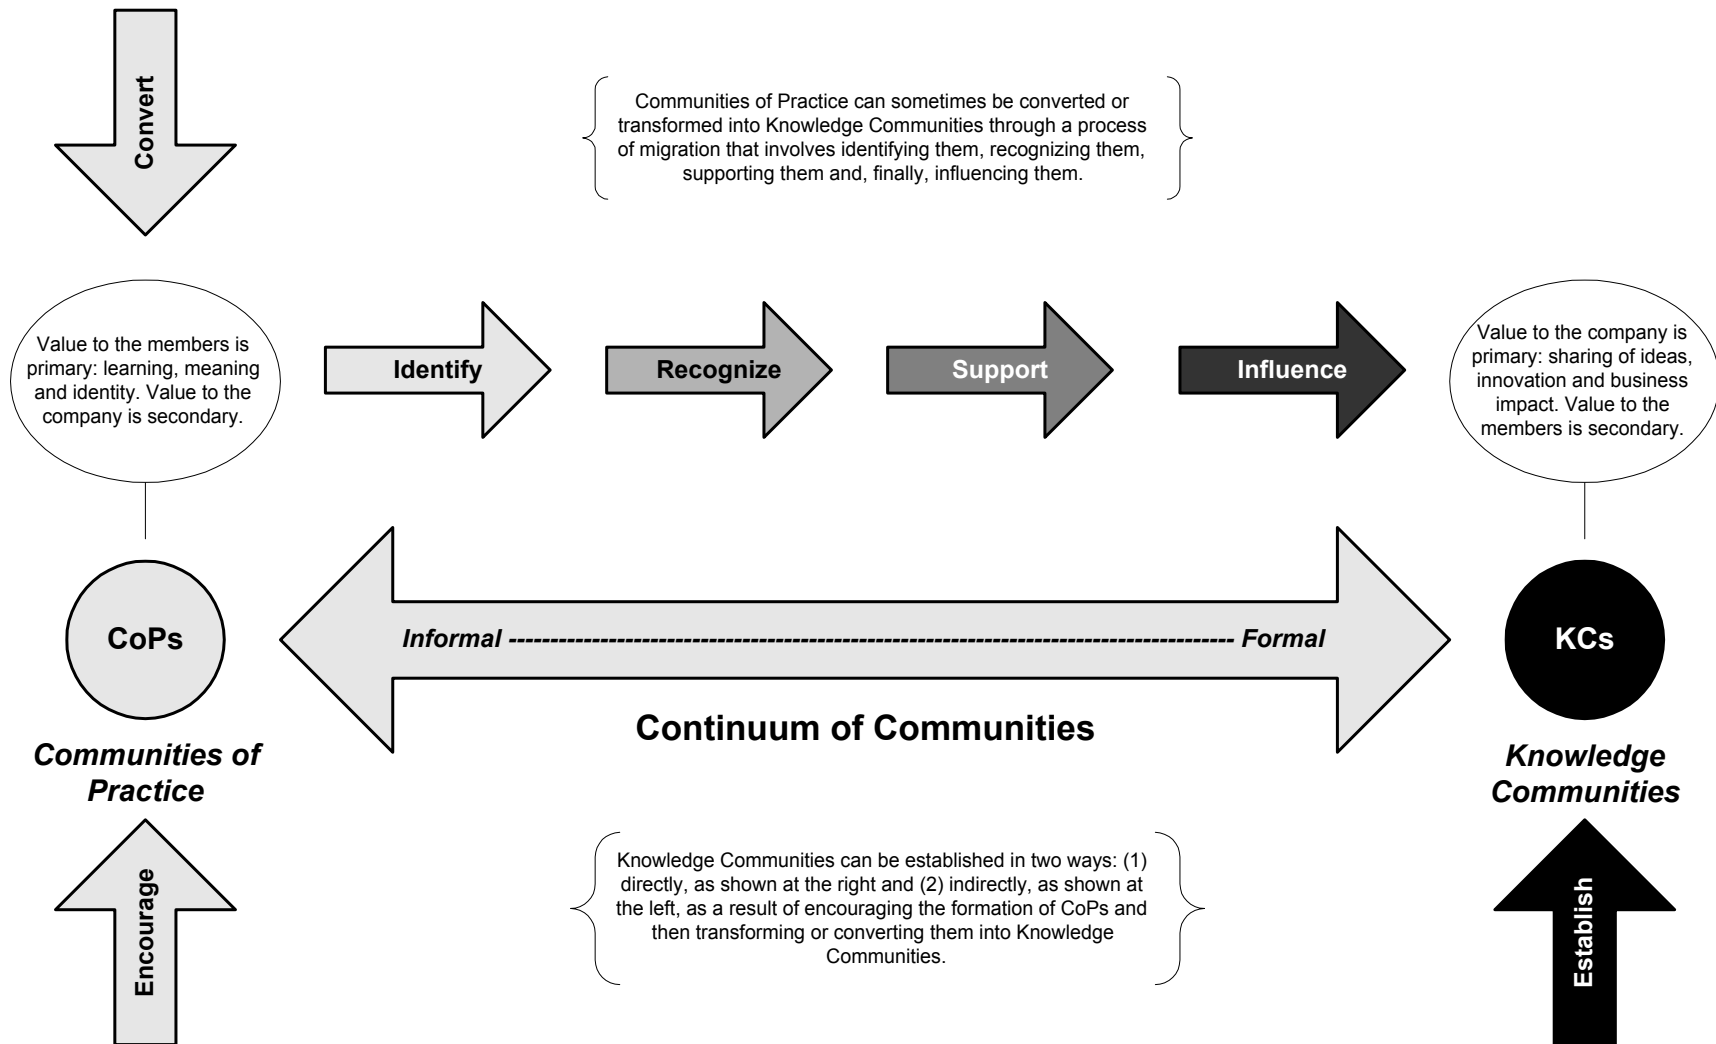 Convert
Communities of Practice can sometimes be converted or
transformed into Knowledge Communities through a process
of migration that involves identifying them, recognizing them,
supporting them and, finally, influencing them.
Value to the members is
primary: learning, meaning
and identity. Value to the
company is secondary.
Identify
Recognize
Support
Influence
Value to the company is
primary: sharing of ideas,
innovation and business
impact. Value to the
members is secondary.
CoPs
Informal --------------------------------------------------------------------------------------- Formal
KCs
Continuum of Communities
Communities of
Practice
Knowledge
Communities
Encourage
Knowledge Communities can be established in two ways: (1)
directly, as shown at the right and (2) indirectly, as shown at
the left, as a result of encouraging the formation of CoPs and
then transforming or converting them into Knowledge
Communities.
Establish